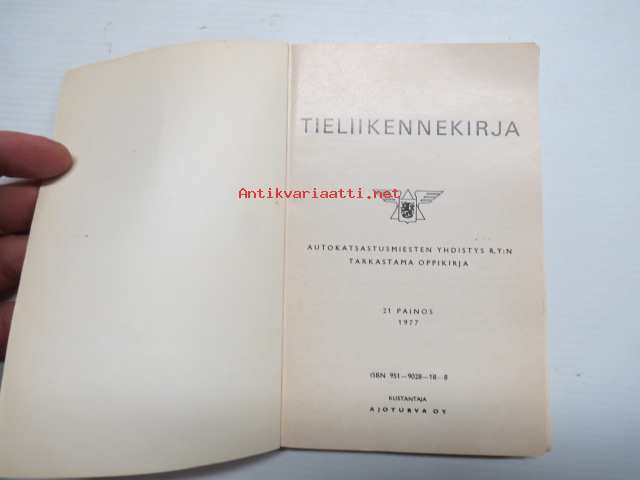 TIELIIKENNEKIRJA
Antikvariaatti.net
AUTOKATSASTUSMIESTEN YHDISTYS R.Y:N
TARKASTAMA OPPIKIRJA
21 PAINOS
1977
ISBN 951—9028—18—8
KUSTANTAJA
AJOTURVA OY